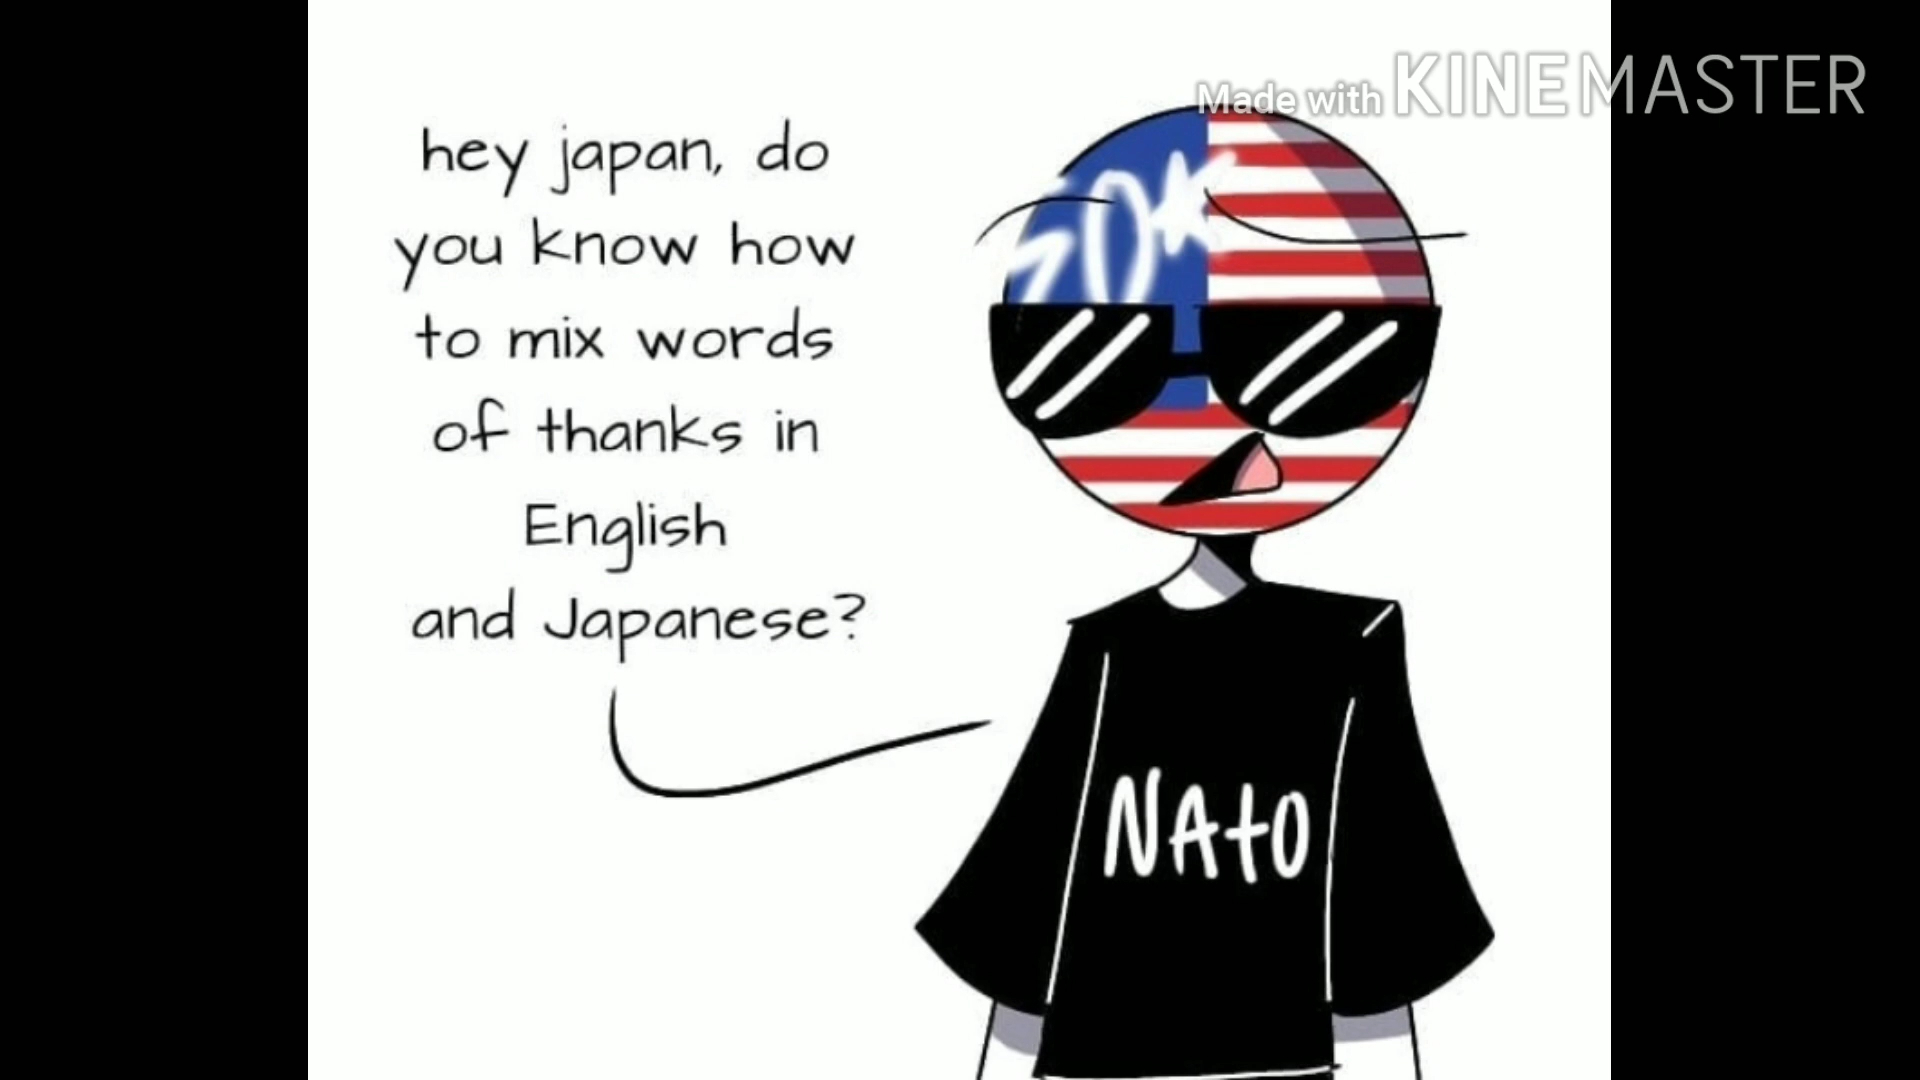 Made with KINEMASTER
hey japan, do
you know how
to mix words
of thanks in
English
and Japanese?
50*
NAtO